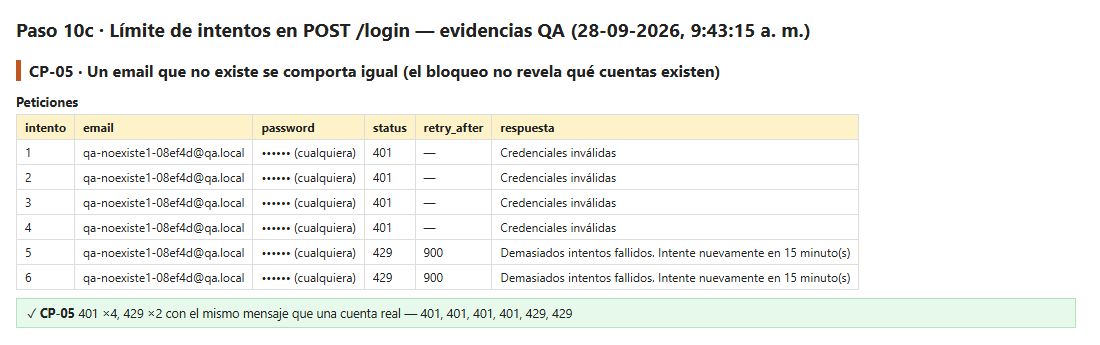 Paso 10c · Límite de intentos en POST /login — evidencias QA (28-09-2026, 9:43:15 a. m.)
CP-05 · Un email que no existe se comporta igual (el bloqueo no revela qué cuentas existen)
Peticiones
intento email password status retry_after respuesta
1 qa-noexiste1-08ef4d@qa.local •••••• (cualquiera) 401 — Credenciales inválidas
2 qa-noexiste1-08ef4d@qa.local •••••• (cualquiera) 401 — Credenciales inválidas
3 qa-noexiste1-08ef4d@qa.local •••••• (cualquiera) 401 — Credenciales inválidas
4 qa-noexiste1-08ef4d@qa.local •••••• (cualquiera) 401 — Credenciales inválidas
5 qa-noexiste1-08ef4d@qa.local •••••• (cualquiera) 429 900 Demasiados intentos fallidos. Intente nuevamente en 15 minuto(s)
6 qa-noexiste1-08ef4d@qa.local •••••• (cualquiera) 429 900 Demasiados intentos fallidos. Intente nuevamente en 15 minuto(s)
✓ CP-05 401 ×4, 429 ×2 con el mismo mensaje que una cuenta real — 401, 401, 401, 401, 429, 429